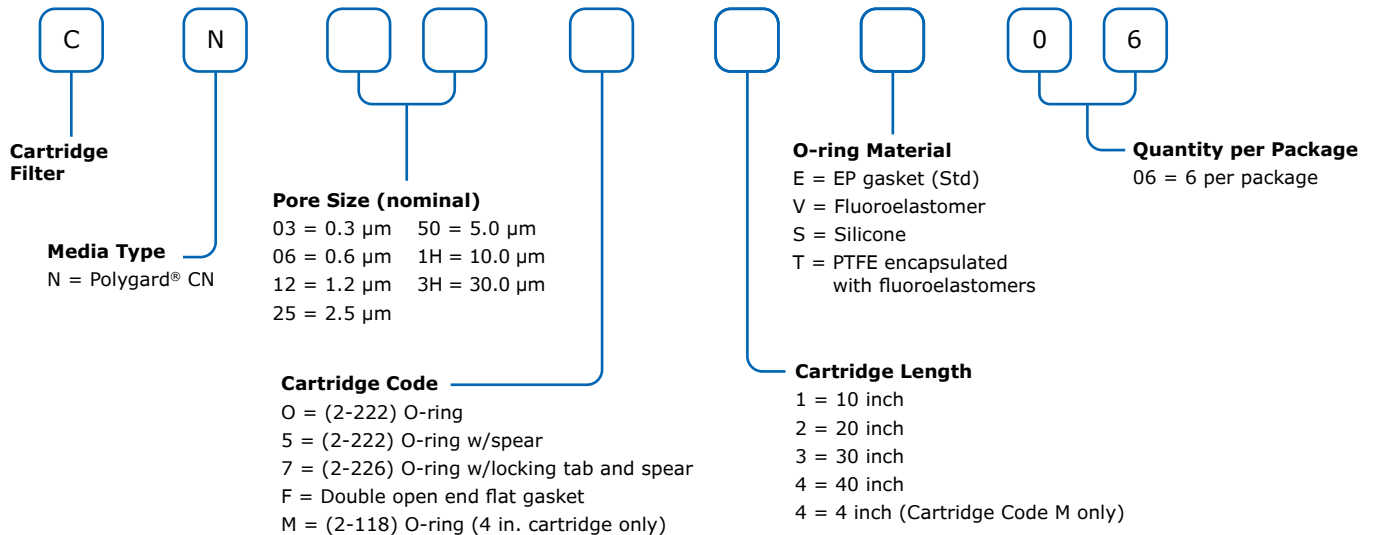 C N 0 6
Cartridge
Filter
Media Type
N = Polygard® CN
Pore Size (nominal)
03 = 0.3 µm 50 = 5.0 µm
06 = 0.6 µm 1H = 10.0 µm
12 = 1.2 µm 3H = 30.0 µm
25 = 2.5 µm
Cartridge Code
O = (2-222) O-ring
5 = (2-222) O-ring w/spear
7 = (2-226) O-ring w/locking tab and spear
F = Double open end flat gasket
M = (2-118) O-ring (4 in. cartridge only)
Cartridge Length
1 = 10 inch
2 = 20 inch
3 = 30 inch
4 = 40 inch
4 = 4 inch (Cartridge Code M only)
O-ring Material
E = EP gasket (Std)
V = Fluoroelastomer
S = Silicone
T = PTFE encapsulated
with fluoroelastomers
Quantity per Package
06 = 6 per package